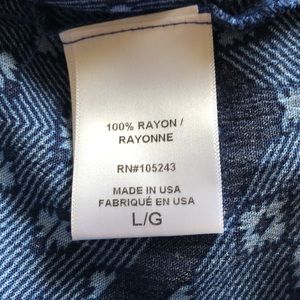 100% RAYON /
RAYONNE
RN#105243
MADE IN USA
FABRIQUÉ EN USA
L/G